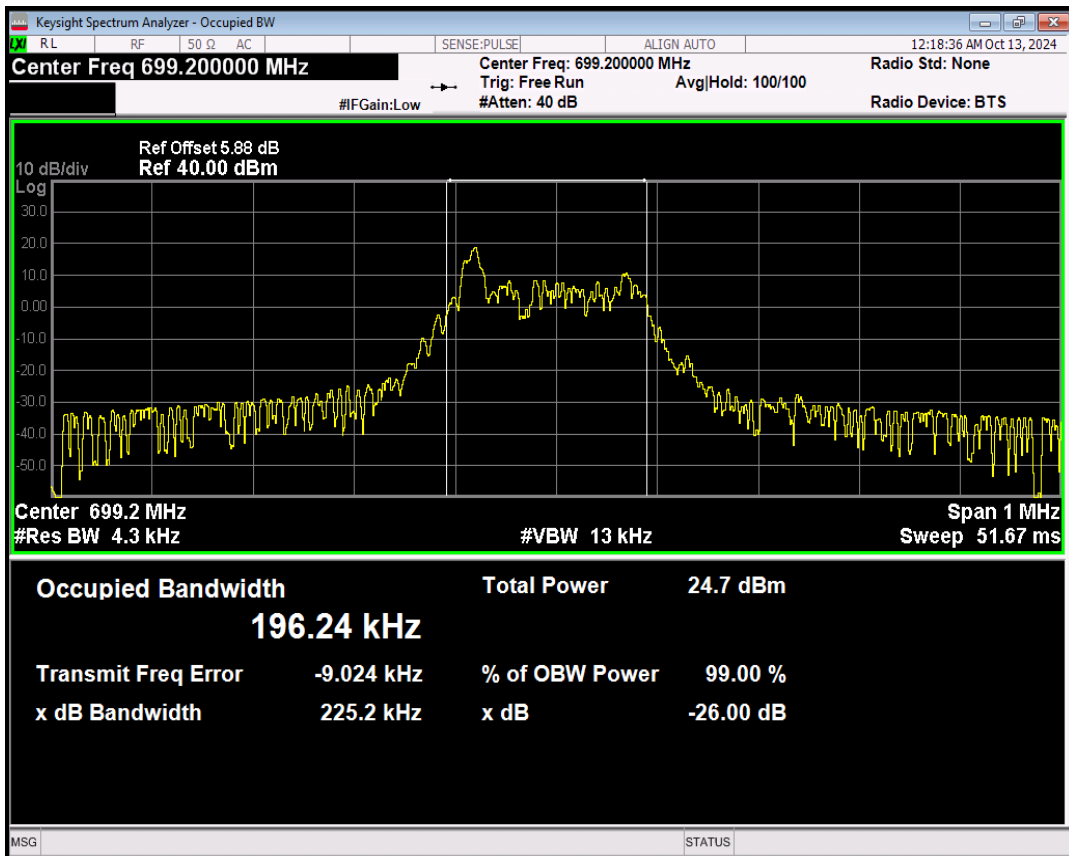 Keysight Spectrum Analyzer - Occupied BW
LXI RL RF 50 Ω AC SENSE:PULSE ALIGN AUTO 12:18:36 AM Oct 13, 2024
Center Freq 699.200000 MHz Center Freq: 699.200000 MHz Radio Std: None
Trig: Free Run Avg|Hold: 100/100
#IFGain:Low #Atten: 40 dB Radio Device: BTS
Ref Offset 5.88 dB
10 dB/div Ref 40.00 dBm
Log
30.0
20.0
10.0
0.00
-10.0
-20.0
-30.0
-40.0
-50.0
Center 699.2 MHz Span 1 MHz
#Res BW 4.3 kHz #VBW 13 kHz Sweep 51.67 ms
Occupied Bandwidth Total Power 24.7 dBm
196.24 kHz
Transmit Freq Error -9.024 kHz % of OBW Power 99.00 %
x dB Bandwidth 225.2 kHz x dB -26.00 dB
MSG STATUS